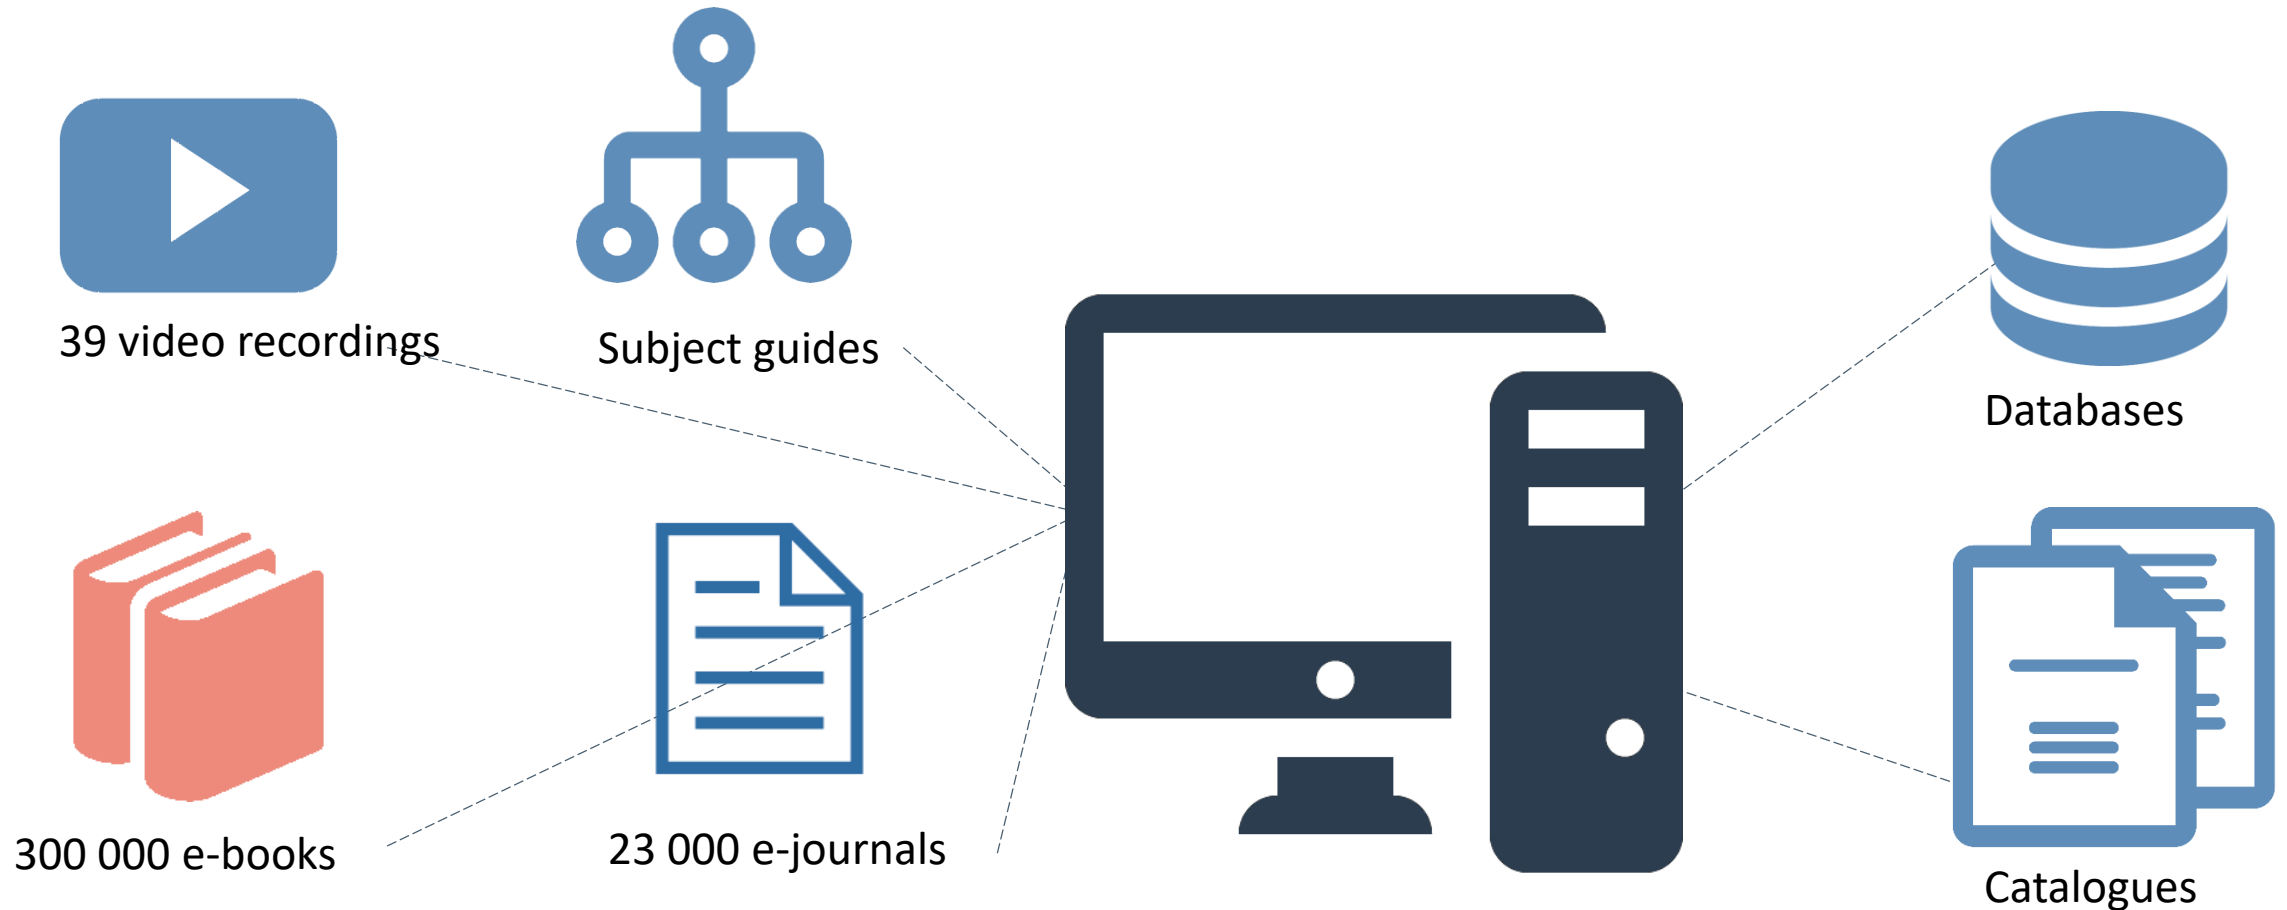 39 video recordings
Subject guides
Databases
300 000 e-books
23 000 e-journals
Catalogues